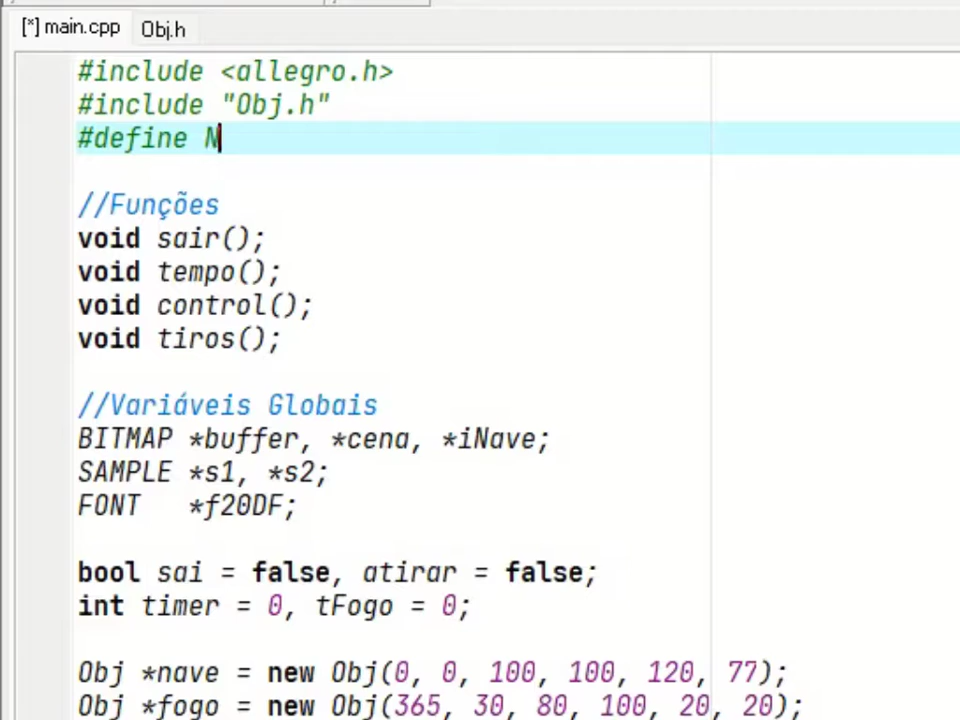 [*] main.cpp Obj.h
#include <allegro.h>
#include "Obj.h"
#define N
//Funções
void sair();
void tempo();
void control();
void tiros();
//Variáveis Globais
BITMAP *buffer, *cena, *iNave;
SAMPLE *s1, *s2;
FONT   *f20DF;
bool sai = false, atirar = false;
int timer = 0, tFogo = 0;
Obj *nave = new Obj(0, 0, 100, 100, 120, 77);
Obj *fogo = new Obj(365, 30, 80, 100, 20, 20);